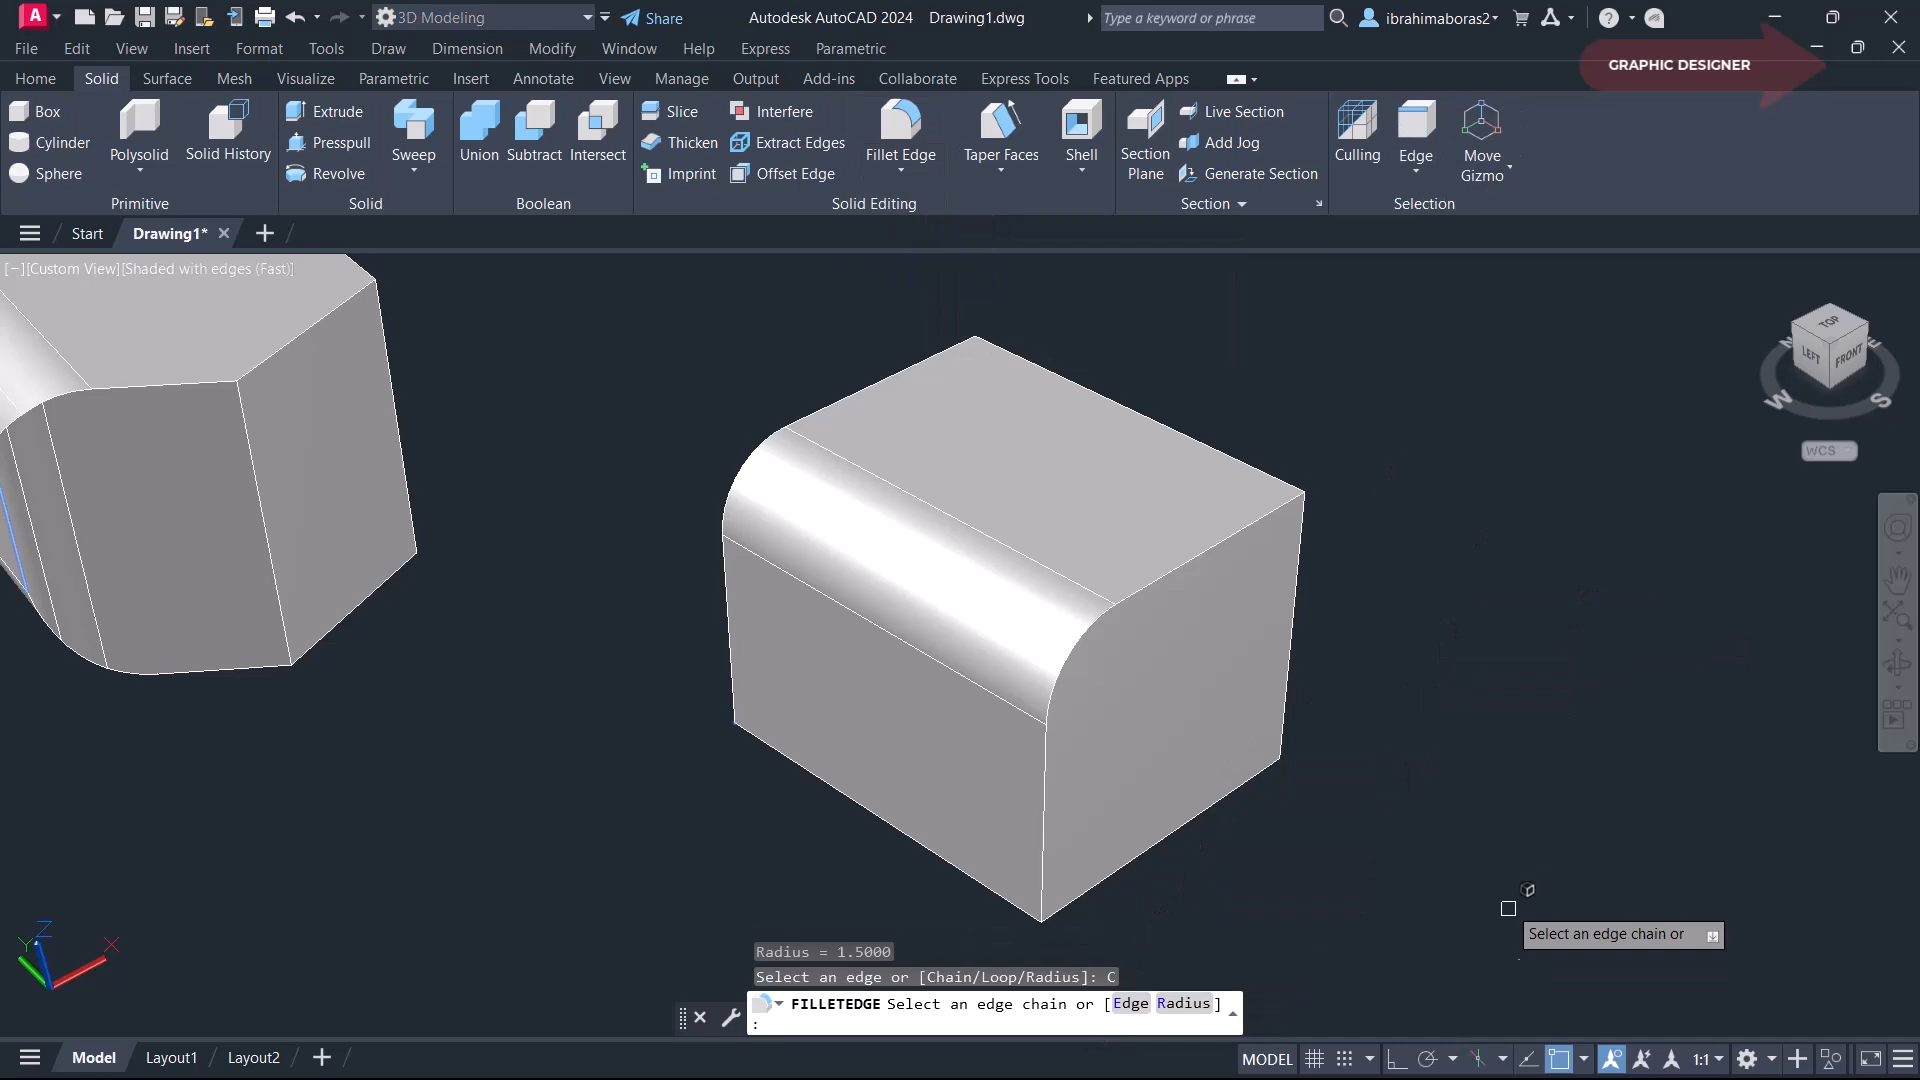 A 3D Modeling Share Autodesk AutoCAD 2024 Drawing1.dwg Type a keyword or phrase ibrahimaboras2
File Edit View Insert Format Tools Draw Dimension Modify Window Help Express Parametric
GRAPHIC DESIGNER
Home Solid Surface Mesh Visualize Parametric Insert Annotate View Manage Output Add-ins Collaborate Express Tools Featured Apps
Box Extrude Slice Interfere Live Section
Cylinder Presspull Thicken Extract Edges Add Jog
Polysolid Solid History Sweep Union Subtract Intersect Fillet Edge Taper Faces Shell Section Plane Culling Edge Move Gizmo
Sphere Revolve Imprint Offset Edge Generate Section
Primitive Solid Boolean Solid Editing Section Selection
Start Drawing1*
[−][Custom View][Shaded with edges (Fast)]
TOP
LEFT FRONT
N E
W S
WCS
Z
Y X
Select an edge chain or
Radius = 1.5000
Select an edge or [Chain/Loop/Radius]: C
FILLETEDGE Select an edge chain or [Edge Radius]
:
Model Layout1 Layout2 MODEL 1:1